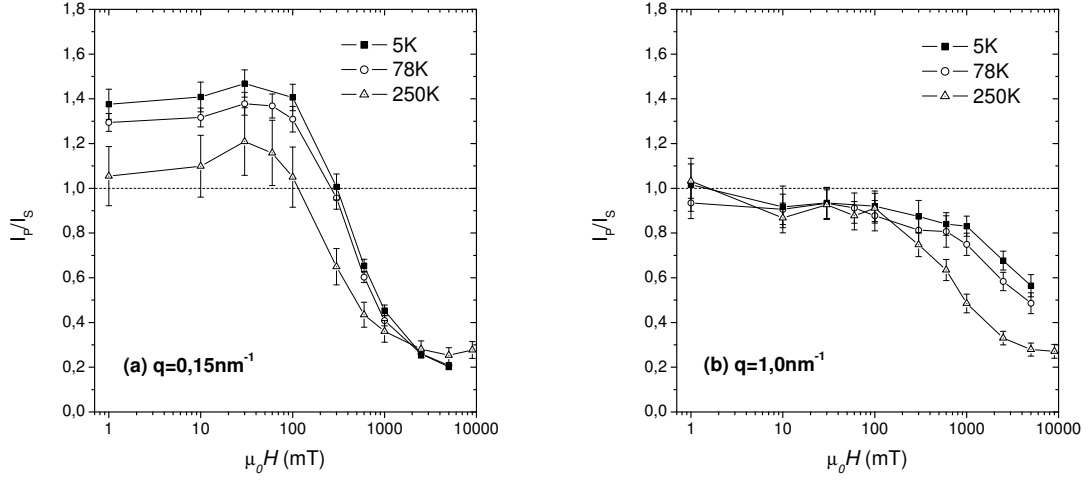 1,8
1,6
1,4
1,2
1,0
0,8
0,6
0,4
0,2
0,0
I_P/I_S
5K
78K
250K
(a) q=0,15nm⁻¹
1 10 100 1000 10000
μ₀H (mT)
1,8
1,6
1,4
1,2
1,0
0,8
0,6
0,4
0,2
0,0
I_P/I_S
5K
78K
250K
(b) q=1,0nm⁻¹
1 10 100 1000 10000
μ₀H (mT)